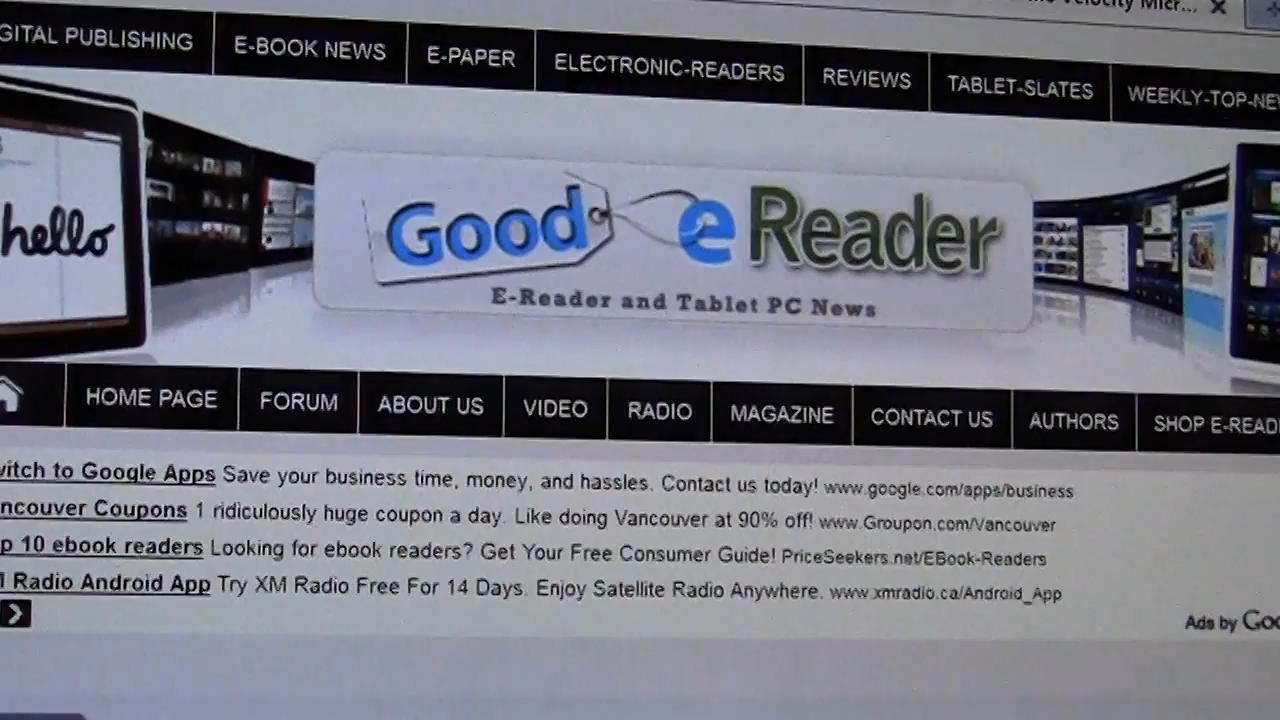 Micr...
GITAL PUBLISHING E-BOOK NEWS E-PAPER ELECTRONIC-READERS REVIEWS TABLET-SLATES WEEKLY-TOP-NE
hello
Good e Reader
E-Reader and Tablet PC News
HOME PAGE FORUM ABOUT US VIDEO RADIO MAGAZINE CONTACT US AUTHORS SHOP E-READ
witch to Google Apps Save your business time, money, and hassles. Contact us today! www.google.com/apps/business
ncouver Coupons 1 ridiculously huge coupon a day. Like doing Vancouver at 90% off! www.Groupon.com/Vancouver
p 10 ebook readers Looking for ebook readers? Get Your Free Consumer Guide! PriceSeekers.net/EBook-Readers
Radio Android App Try XM Radio Free For 14 Days. Enjoy Satellite Radio Anywhere. www.xmradio.ca/Android_App
Ads by Goo